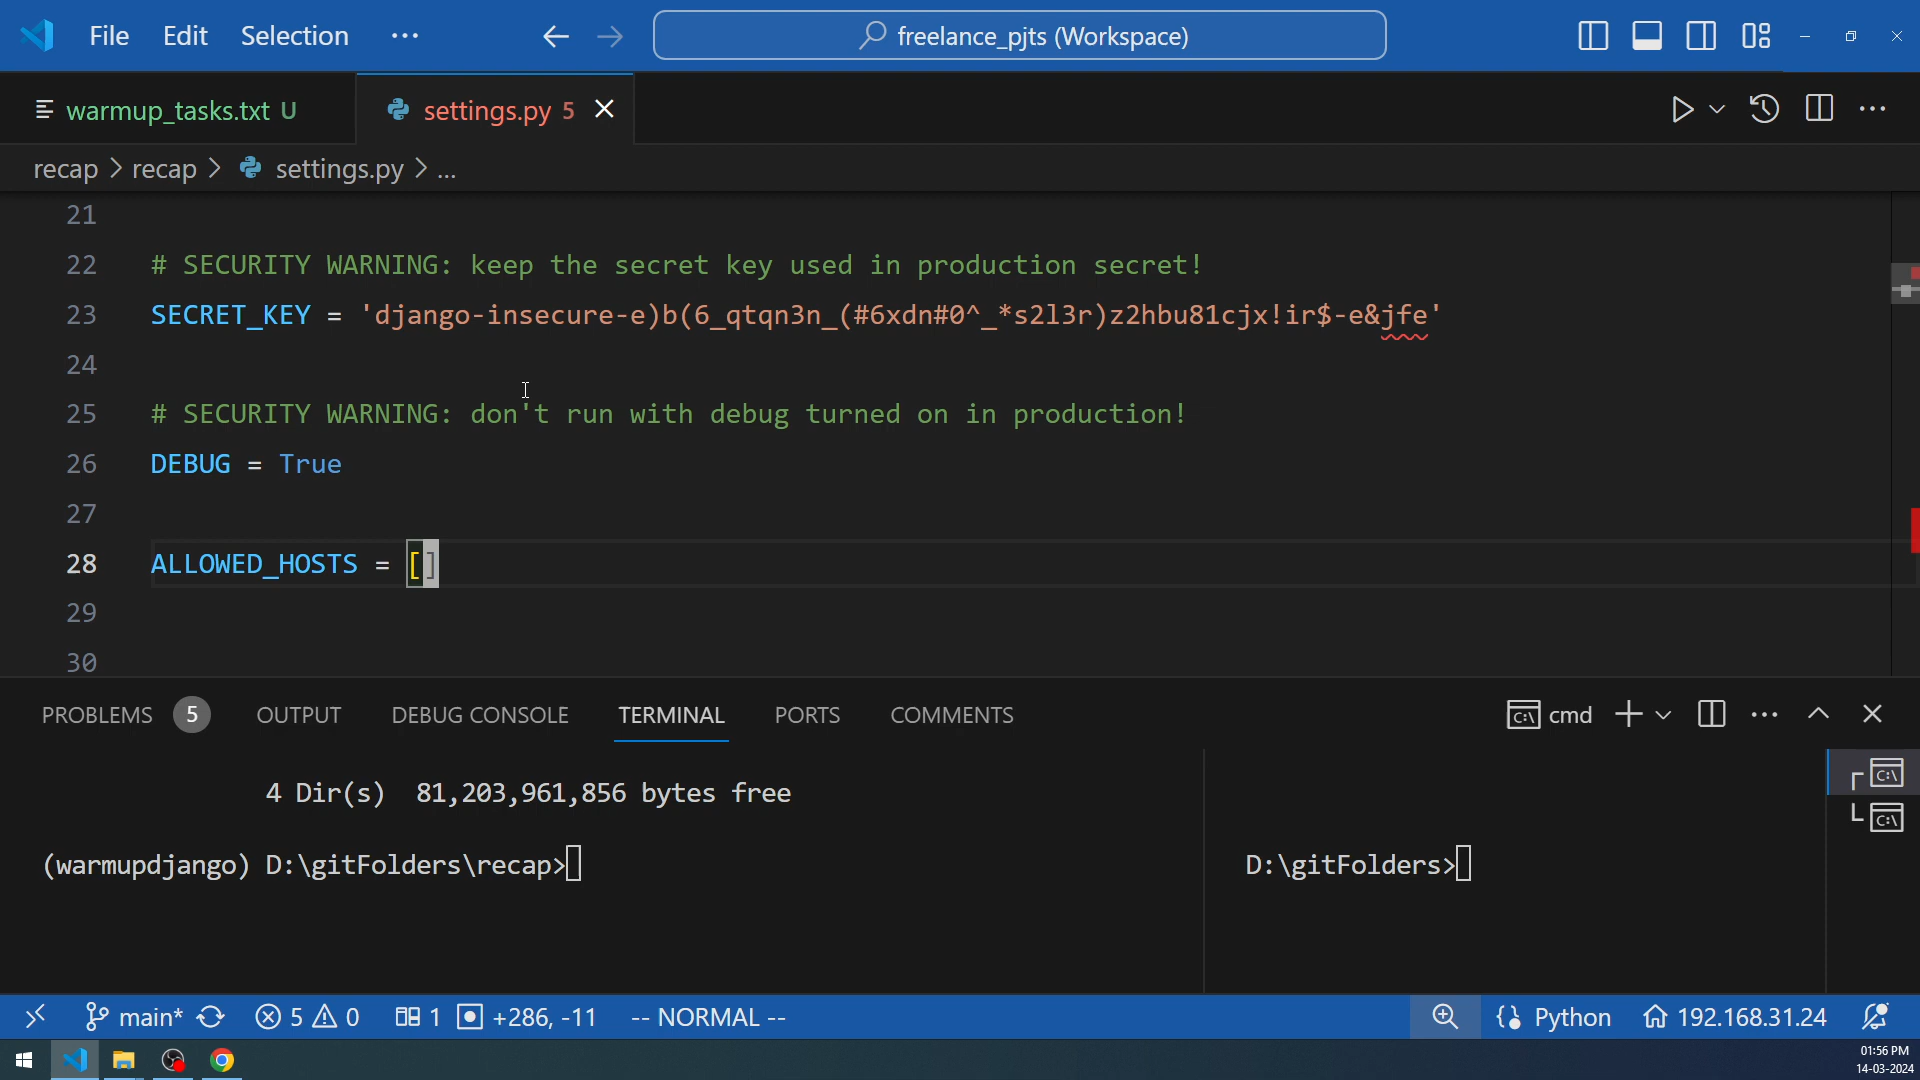 File Edit Selection ··· freelance_pjts (Workspace)
warmup_tasks.txt U settings.py 5
recap > recap > settings.py > ...
21
22 # SECURITY WARNING: keep the secret key used in production secret!
23 SECRET_KEY = 'django-insecure-e)b(6_qtqn3n_(#6xdn#0^_*s2l3r)z2hbu81cjx!ir$-e&jfe'
24
25 # SECURITY WARNING: don't run with debug turned on in production!
26 DEBUG = True
27
28 ALLOWED_HOSTS = []
29
30
PROBLEMS 5 OUTPUT DEBUG CONSOLE TERMINAL PORTS COMMENTS cmd
4 Dir(s) 81,203,961,856 bytes free
(warmupdjango) D:\gitFolders\recap>
D:\gitFolders>
main* 5 0 1 +286, -11 -- NORMAL -- Python 192.168.31.24
01:56 PM
14-03-2024